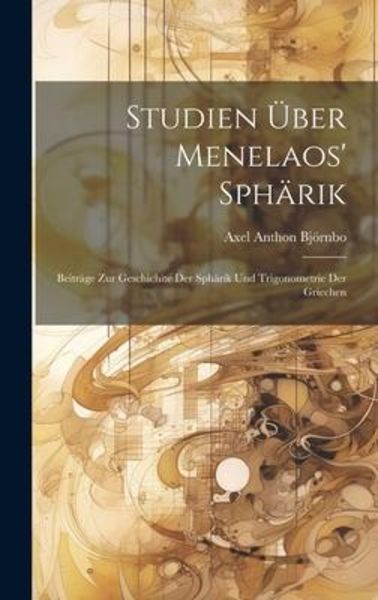 STUDIEN ÜBER
MENELAOS'
SPHÄRIK
Axel Anthon Björnbo
Beiträge Zur Geschichte Der Sphärik Und Trigonometrie Der
Griechen